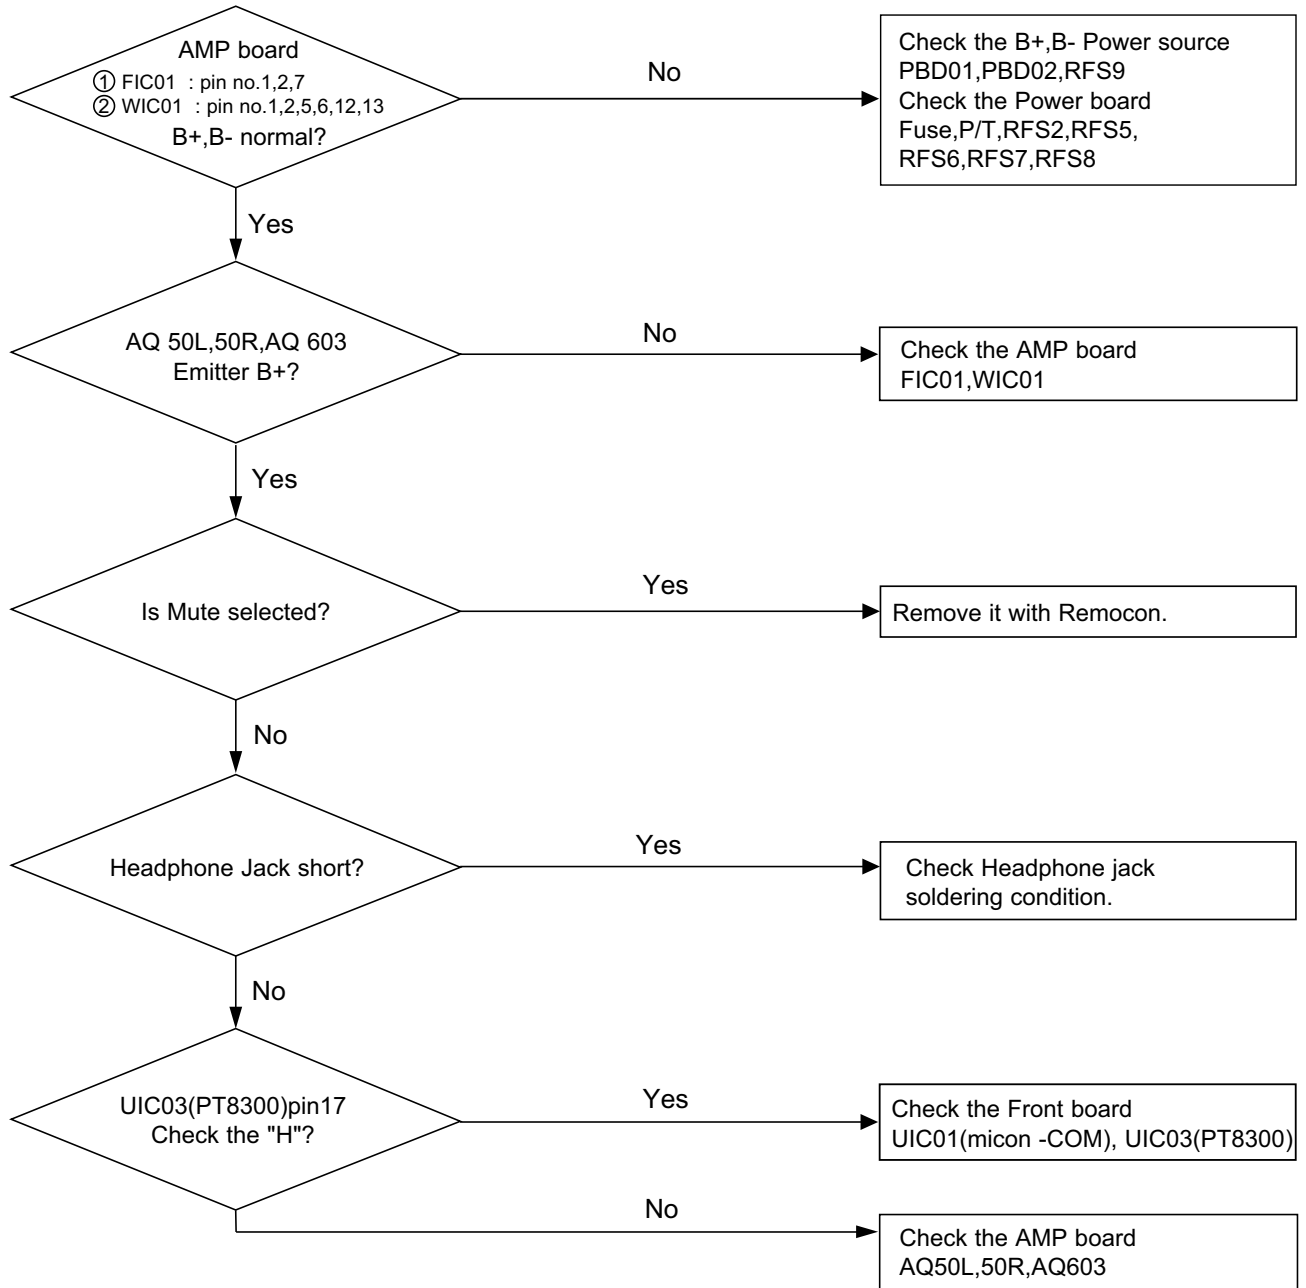 AMP board
① FIC01 : pin no.1,2,7
② WIC01 : pin no.1,2,5,6,12,13
B+,B- normal?
No
Check the B+,B- Power source
PBD01,PBD02,RFS9
Check the Power board
Fuse,P/T,RFS2,RFS5,
RFS6,RFS7,RFS8
Yes
AQ 50L,50R,AQ 603
Emitter B+?
No
Check the AMP board
FIC01,WIC01
Yes
Is Mute selected?
Yes
Remove it with Remocon.
No
Headphone Jack short?
Yes
Check Headphone jack
soldering condition.
No
UIC03(PT8300)pin17
Check the "H"?
Yes
Check the Front board
UIC01(micon -COM), UIC03(PT8300)
No
Check the AMP board
AQ50L,50R,AQ603